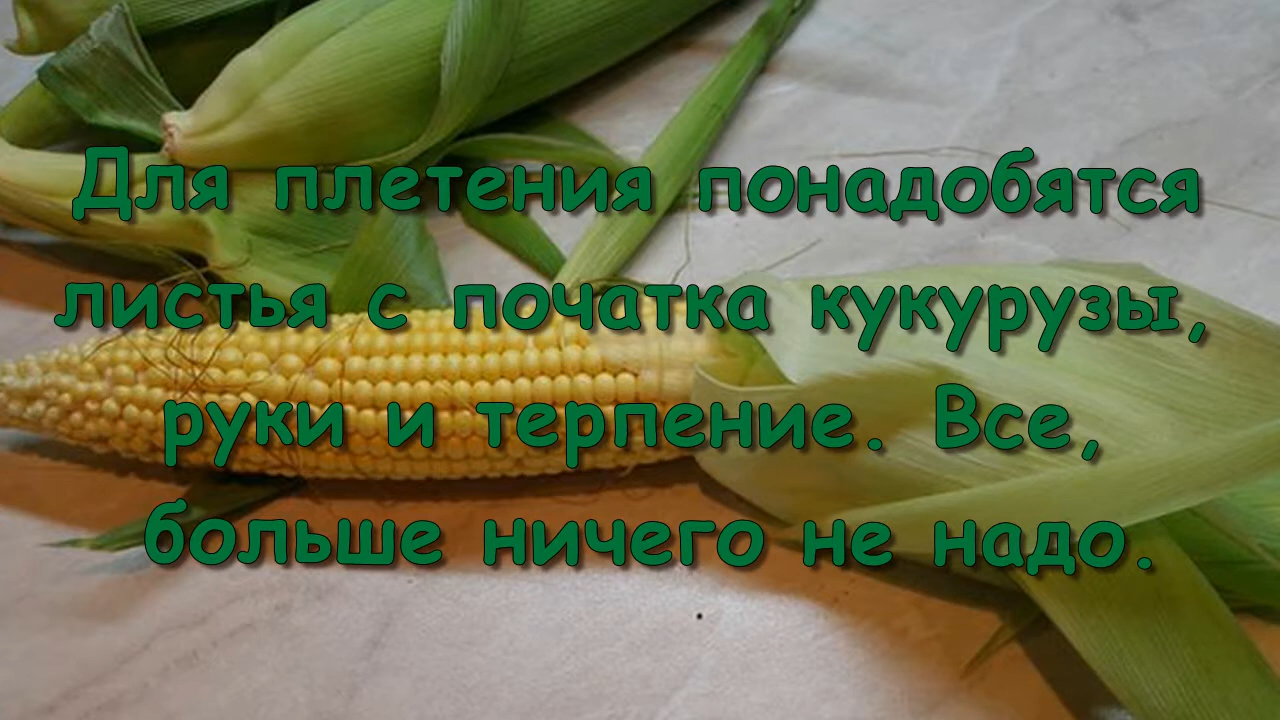 Для плетения понадобятся
листья с початка кукурузы,
руки и терпение. Все,
больше ничего не надо.